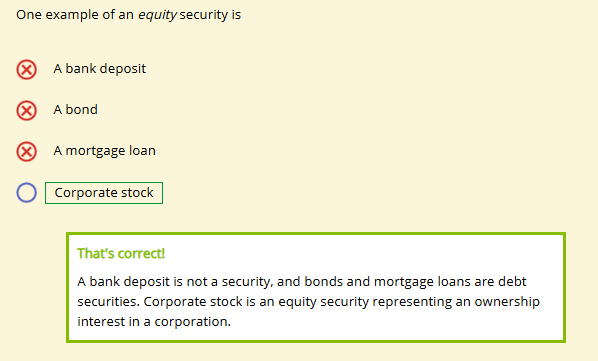 One example of an equity security is
A bank deposit
A bond
A mortgage loan
Corporate stock
That's correct!
A bank deposit is not a security, and bonds and mortgage loans are debt
securities. Corporate stock is an equity security representing an ownership
interest in a corporation.